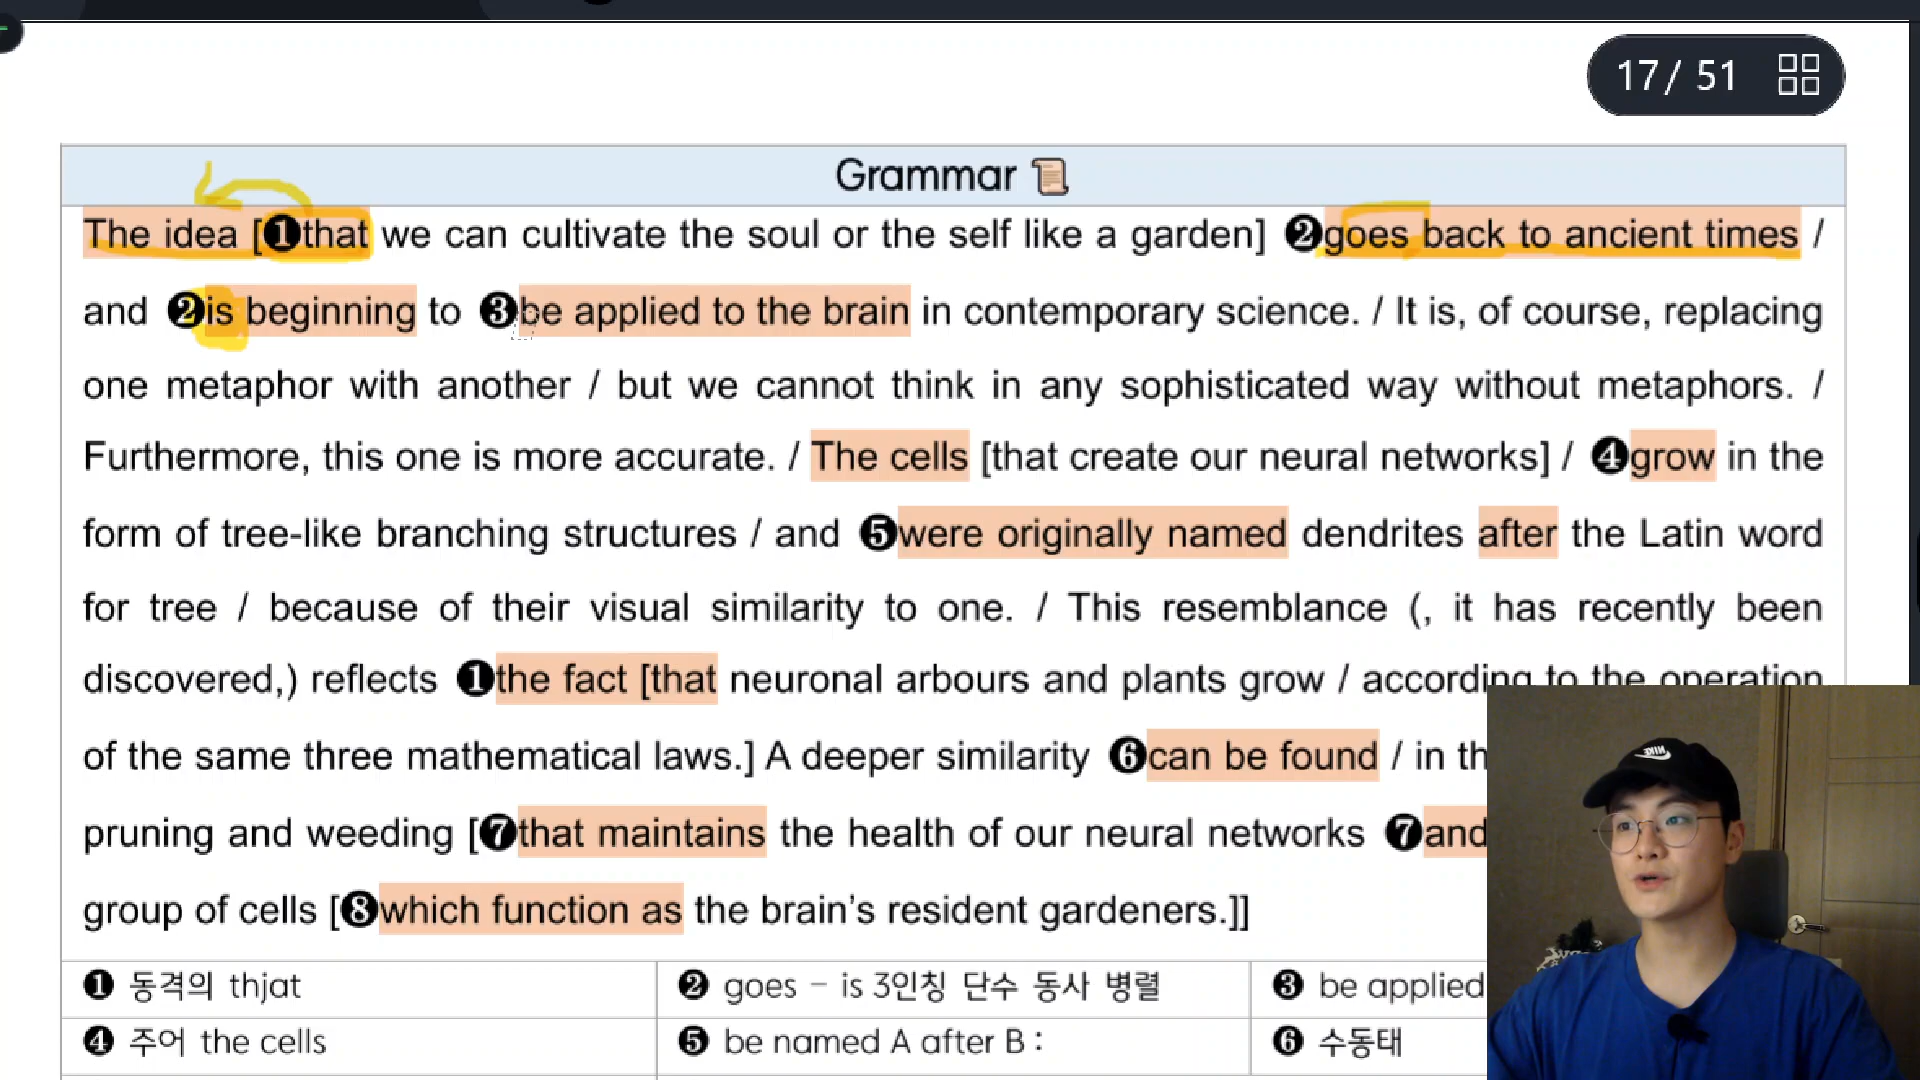 17/ 51
Grammar
The idea [❶that we can cultivate the soul or the self like a garden] ❷goes back to ancient times /
and ❷is beginning to ❸be applied to the brain in contemporary science. / It is, of course, replacing
one metaphor with another / but we cannot think in any sophisticated way without metaphors. /
Furthermore, this one is more accurate. / The cells [that create our neural networks] / ❹grow in the
form of tree-like branching structures / and ❺were originally named dendrites after the Latin word
for tree / because of their visual similarity to one. / This resemblance (, it has recently been
discovered,) reflects ❶the fact [that neuronal arbours and plants grow / according to the operation
of the same three mathematical laws.] A deeper similarity ❻can be found / in th
pruning and weeding [❼that maintains the health of our neural networks ❼and
group of cells [❽which function as the brain's resident gardeners.]]
❶ 동격의 thjat
❷ goes - is 3인칭 단수 동사 병렬
❸ be applied
❹ 주어 the cells
❺ be named A after B :
❻ 수동태